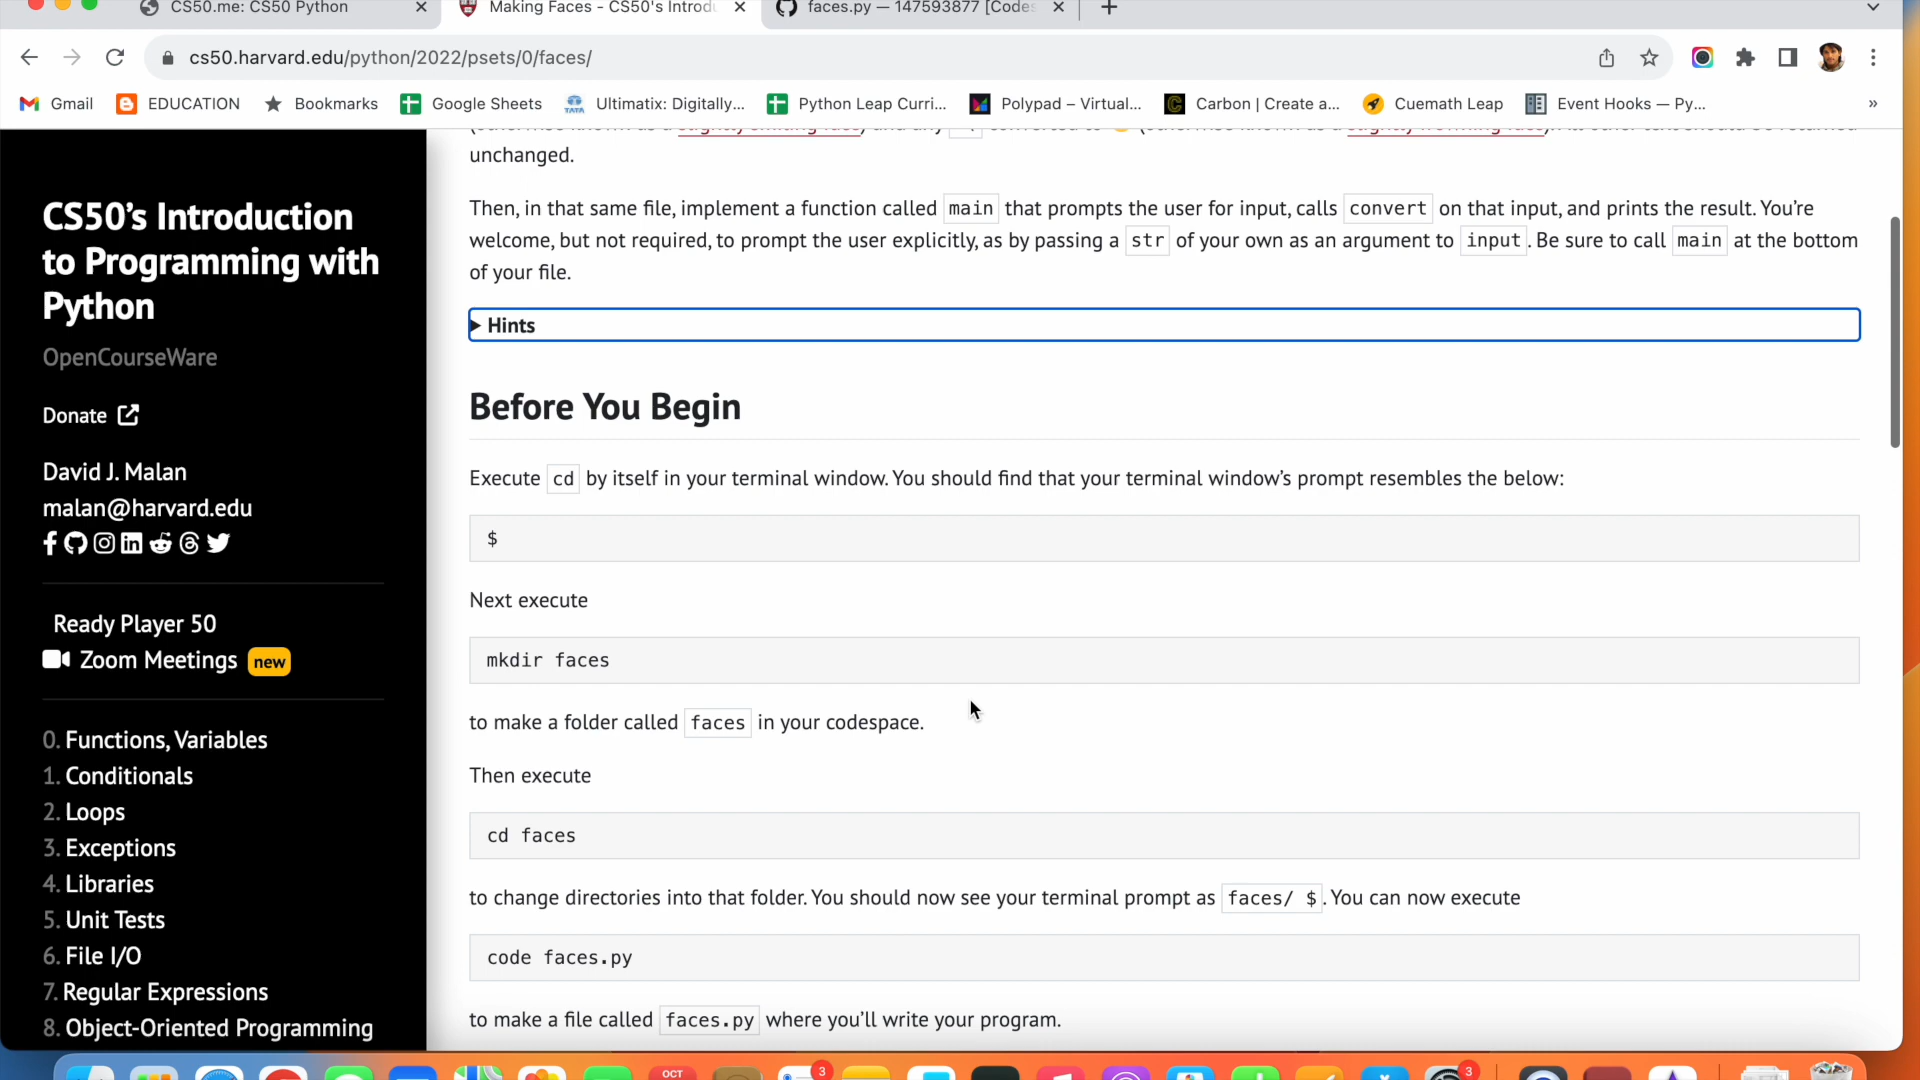 CS50.me: CS50 Python
Making Faces - CS50's Introdu
faces.py — 147593877 [Codes
cs50.harvard.edu/python/2022/psets/0/faces/
Gmail EDUCATION Bookmarks Google Sheets Ultimatix: Digitally... Python Leap Curri... Polypad – Virtual... Carbon | Create a... Cuemath Leap Event Hooks — Py... »
CS50's Introduction
to Programming with
Python
OpenCourseWare
Donate
David J. Malan
malan@harvard.edu
Ready Player 50
Zoom Meetings new
0. Functions, Variables
1. Conditionals
2. Loops
3. Exceptions
4. Libraries
5. Unit Tests
6. File I/O
7. Regular Expressions
8. Object-Oriented Programming
unchanged.
Then, in that same file, implement a function called main that prompts the user for input, calls convert on that input, and prints the result. You're
welcome, but not required, to prompt the user explicitly, as by passing a str of your own as an argument to input. Be sure to call main at the bottom
of your file.
Hints
Before You Begin
Execute cd by itself in your terminal window. You should find that your terminal window's prompt resembles the below:
$
Next execute
mkdir faces
to make a folder called faces in your codespace.
Then execute
cd faces
to change directories into that folder. You should now see your terminal prompt as faces/ $. You can now execute
code faces.py
to make a file called faces.py where you'll write your program.
OCT
3
3